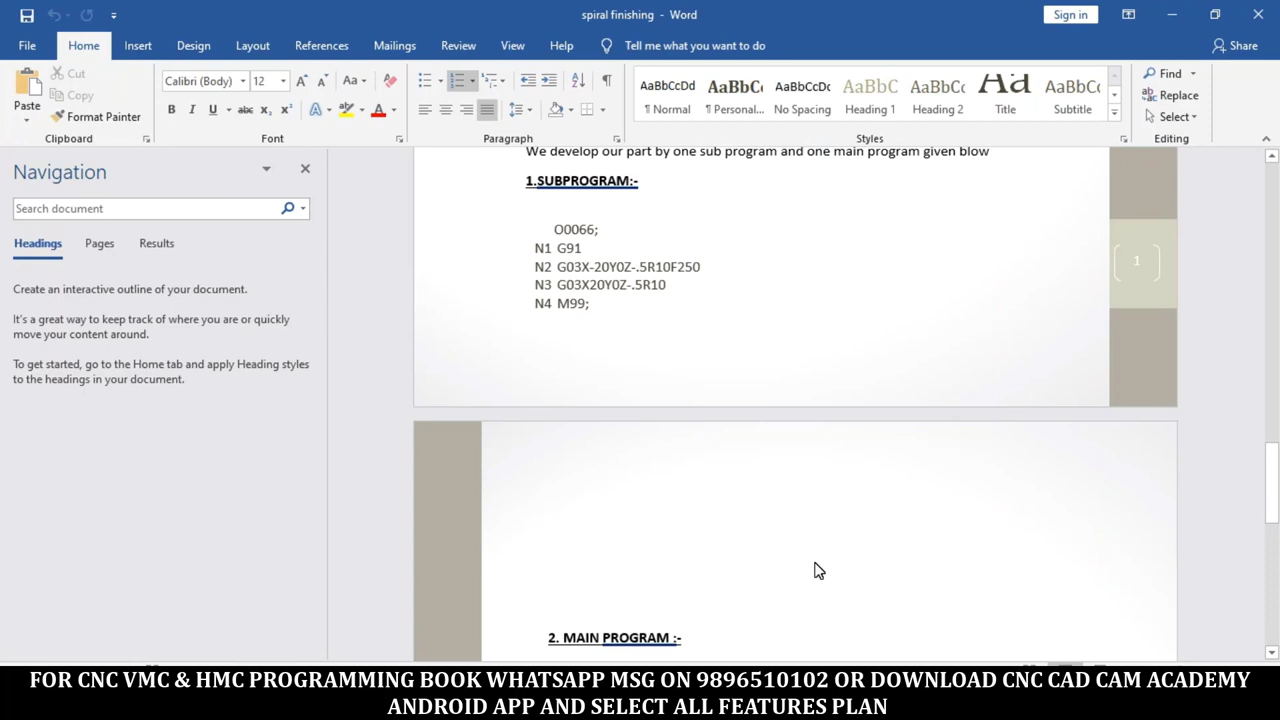 spiral finishing - Word
Sign in
File Home Insert Design Layout References Mailings Review View Help Tell me what you want to do Share
Paste
Cut
Copy
Format Painter
Clipboard
Calibri (Body) 12
Font
Paragraph
AaBbCcDd ¶ Normal
AaBbC ¶ Personal...
AaBbCcDc No Spacing
AaBbC Heading 1
AaBbCc Heading 2
Aa Title
AaBbCc Subtitle
Styles
Find
Replace
Select
Editing
Navigation
Search document
Headings Pages Results
Create an interactive outline of your document.
It's a great way to keep track of where you are or quickly
move your content around.
To get started, go to the Home tab and apply Heading styles
to the headings in your document.
We develop our part by one sub program and one main program given blow
1.SUBPROGRAM:-
O0066;
N1 G91
N2 G03X-20Y0Z-.5R10F250
N3 G03X20Y0Z-.5R10
N4 M99;
1
2. MAIN PROGRAM :-
FOR CNC VMC & HMC PROGRAMMING BOOK WHATSAPP MSG ON 9896510102 OR DOWNLOAD CNC CAD CAM ACADEMY
ANDROID APP AND SELECT ALL FEATURES PLAN